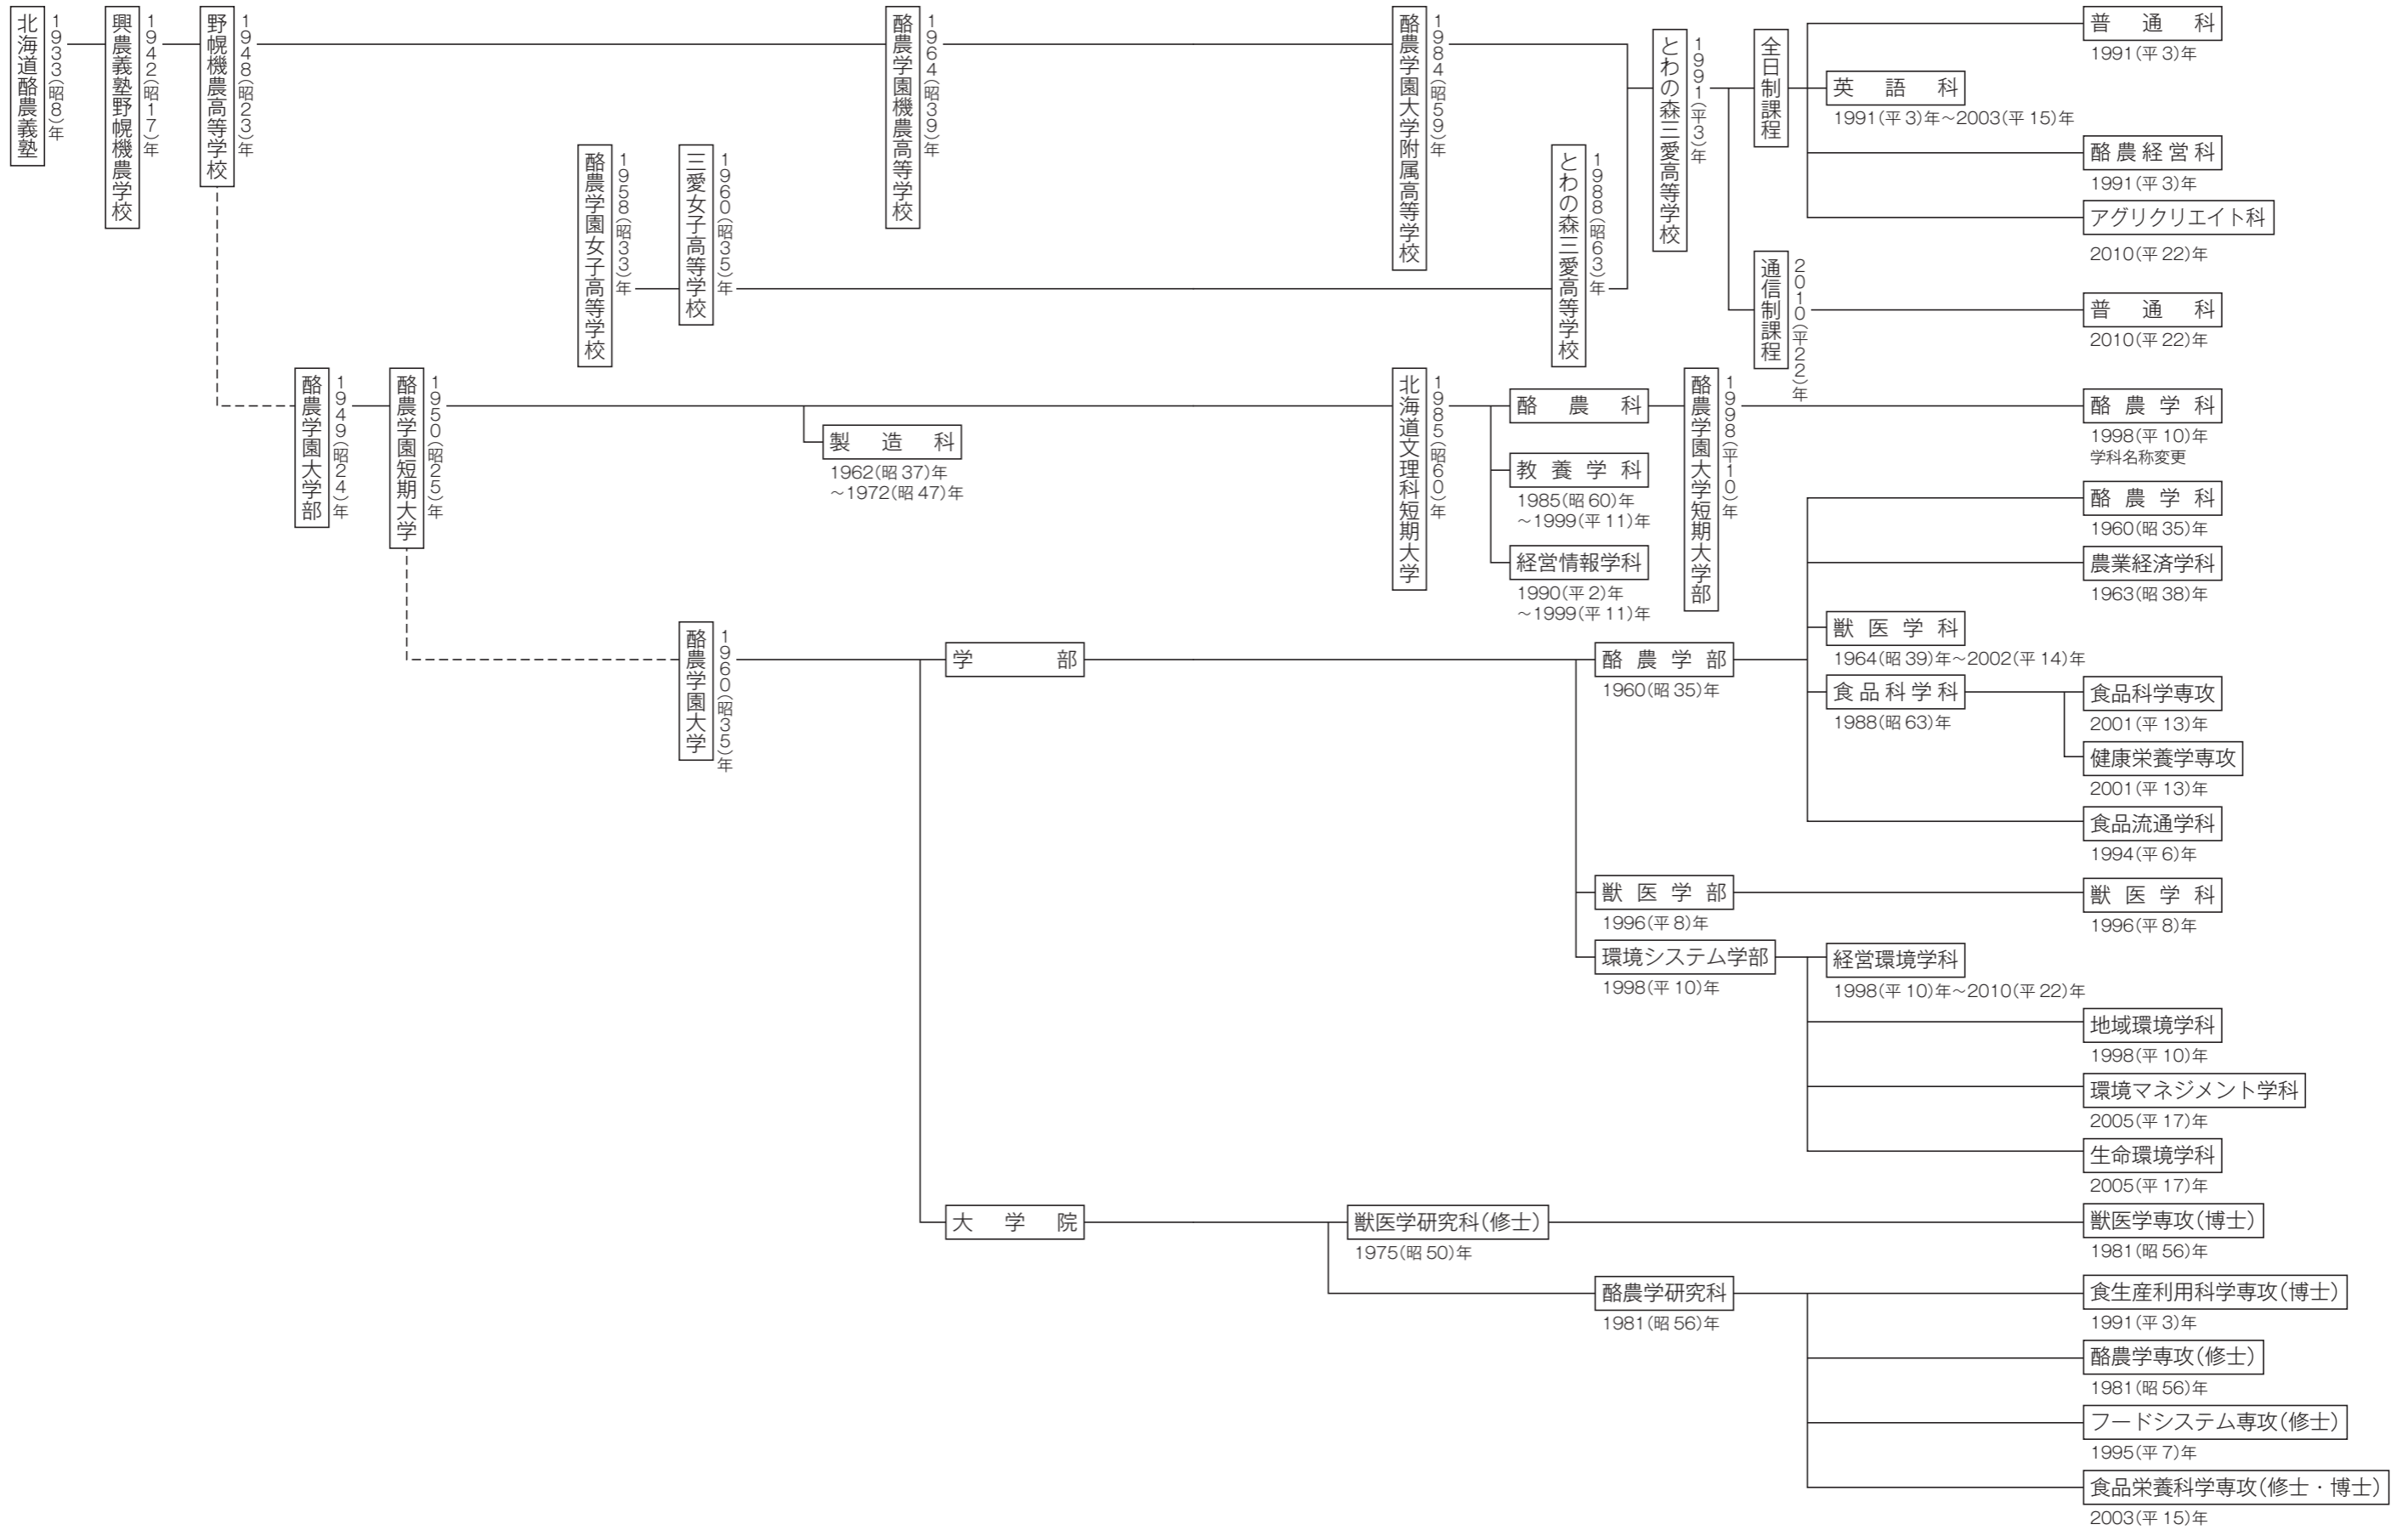 北海道酪農義塾
1933(昭8)年
興農義塾野幌機農学校
1942(昭17)年
野幌機農高等学校
1948(昭23)年
酪農学園機農高等学校
1964(昭39)年
酪農学園大学附属高等学校
1984(昭59)年
酪農学園女子高等学校
1958(昭33)年
三愛女子高等学校
1960(昭35)年
とわの森三愛高等学校
1988(昭63)年
とわの森三愛高等学校
1991(平3)年
全日制課程
普通科
1991(平3)年
英語科
1991(平3)年~2003(平15)年
酪農経営科
1991(平3)年
アグリクリエイト科
2010(平22)年
通信制課程
2010(平22)年
普通科
2010(平22)年
酪農学園大学部
1949(昭24)年
酪農学園短期大学
1950(昭25)年
製造科
1962(昭37)年
~1972(昭47)年
北海道文理科短期大学
1985(昭60)年
酪農科
教養学科
1985(昭60)年
~1999(平11)年
経営情報学科
1990(平2)年
~1999(平11)年
酪農学園大学短期大学部
1998(平10)年
酪農学科
1998(平10)年
学科名称変更
酪農学園大学
1960(昭35)年
学部
酪農学部
1960(昭35)年
酪農学科
1960(昭35)年
農業経済学科
1963(昭38)年
獣医学科
1964(昭39)年~2002(平14)年
食品科学科
1988(昭63)年
食品科学専攻
2001(平13)年
健康栄養学専攻
2001(平13)年
食品流通学科
1994(平6)年
獣医学部
1996(平8)年
獣医学科
1996(平8)年
環境システム学部
1998(平10)年
経営環境学科
1998(平10)年~2010(平22)年
地域環境学科
1998(平10)年
環境マネジメント学科
2005(平17)年
生命環境学科
2005(平17)年
大学院
獣医学研究科(修士)
1975(昭50)年
獣医学専攻(博士)
1981(昭56)年
酪農学研究科
1981(昭56)年
食生産利用科学専攻(博士)
1991(平3)年
酪農学専攻(修士)
1981(昭56)年
フードシステム専攻(修士)
1995(平7)年
食品栄養科学専攻(修士・博士)
2003(平15)年